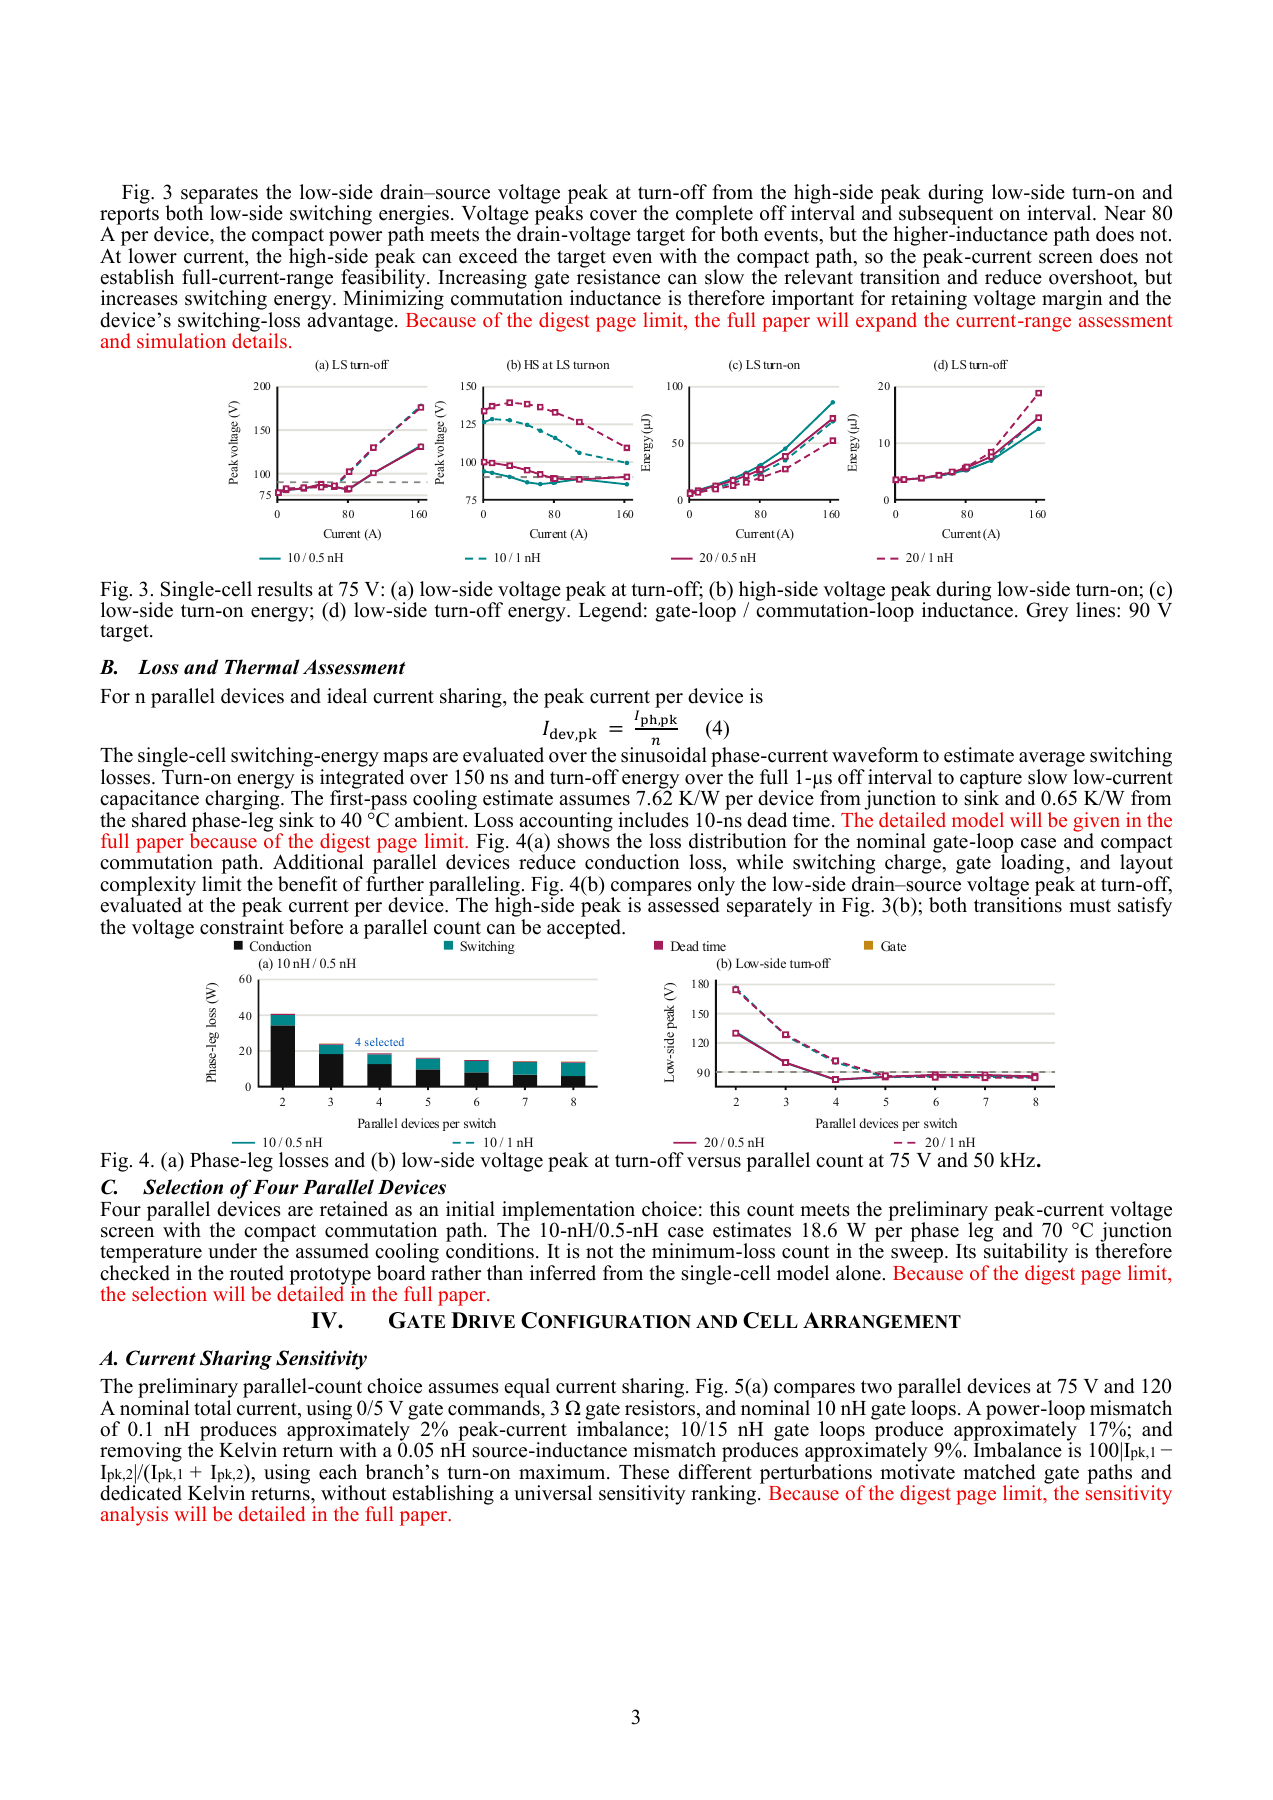 Fig. 3 separates the low-side drain–source voltage peak at turn-off from the high-side peak during low-side turn-on and
reports both low-side switching energies. Voltage peaks cover the complete off interval and subsequent on interval. Near 80
A per device, the compact power path meets the drain-voltage target for both events, but the higher-inductance path does not.
At lower current, the high-side peak can exceed the target even with the compact path, so the peak-current screen does not
establish full-current-range feasibility. Increasing gate resistance can slow the relevant transition and reduce overshoot, but
increases switching energy. Minimizing commutation inductance is therefore important for retaining voltage margin and the
device's switching-loss advantage. Because of the digest page limit, the full paper will expand the current-range assessment
and simulation details.
(a) LS turn-off
200
150
100
75
0 80 160
Peak voltage (V)
Current (A)
(b) HS at LS turn-on
150
125
100
75
0 80 160
Peak voltage (V)
Current (A)
(c) LS turn-on
100
50
0
0 80 160
Energy (µJ)
Current (A)
(d) LS turn-off
20
10
0
0 80 160
Energy (µJ)
Current (A)
10 / 0.5 nH 10 / 1 nH 20 / 0.5 nH 20 / 1 nH
Fig. 3. Single-cell results at 75 V: (a) low-side voltage peak at turn-off; (b) high-side voltage peak during low-side turn-on; (c)
low-side turn-on energy; (d) low-side turn-off energy. Legend: gate-loop / commutation-loop inductance. Grey lines: 90 V
target.
B. Loss and Thermal Assessment
For n parallel devices and ideal current sharing, the peak current per device is
I_dev,pk = I_ph,pk / n (4)
The single-cell switching-energy maps are evaluated over the sinusoidal phase-current waveform to estimate average switching
losses. Turn-on energy is integrated over 150 ns and turn-off energy over the full 1-µs off interval to capture slow low-current
capacitance charging. The first-pass cooling estimate assumes 7.62 K/W per device from junction to sink and 0.65 K/W from
the shared phase-leg sink to 40 °C ambient. Loss accounting includes 10-ns dead time. The detailed model will be given in the
full paper because of the digest page limit. Fig. 4(a) shows the loss distribution for the nominal gate-loop case and compact
commutation path. Additional parallel devices reduce conduction loss, while switching charge, gate loading, and layout
complexity limit the benefit of further paralleling. Fig. 4(b) compares only the low-side drain–source voltage peak at turn-off,
evaluated at the peak current per device. The high-side peak is assessed separately in Fig. 3(b); both transitions must satisfy
the voltage constraint before a parallel count can be accepted.
Conduction Switching Dead time Gate
(a) 10 nH / 0.5 nH
60
40
20
0
4 selected
2 3 4 5 6 7 8
Phase-leg loss (W)
Parallel devices per switch
(b) Low-side turn-off
180
150
120
90
2 3 4 5 6 7 8
Low-side peak (V)
Parallel devices per switch
10 / 0.5 nH 10 / 1 nH 20 / 0.5 nH 20 / 1 nH
Fig. 4. (a) Phase-leg losses and (b) low-side voltage peak at turn-off versus parallel count at 75 V and 50 kHz.
C. Selection of Four Parallel Devices
Four parallel devices are retained as an initial implementation choice: this count meets the preliminary peak-current voltage
screen with the compact commutation path. The 10-nH/0.5-nH case estimates 18.6 W per phase leg and 70 °C junction
temperature under the assumed cooling conditions. It is not the minimum-loss count in the sweep. Its suitability is therefore
checked in the routed prototype board rather than inferred from the single-cell model alone. Because of the digest page limit,
the selection will be detailed in the full paper.
IV. GATE DRIVE CONFIGURATION AND CELL ARRANGEMENT
A. Current Sharing Sensitivity
The preliminary parallel-count choice assumes equal current sharing. Fig. 5(a) compares two parallel devices at 75 V and 120
A nominal total current, using 0/5 V gate commands, 3 Ω gate resistors, and nominal 10 nH gate loops. A power-loop mismatch
of 0.1 nH produces approximately 2% peak-current imbalance; 10/15 nH gate loops produce approximately 17%; and
removing the Kelvin return with a 0.05 nH source-inductance mismatch produces approximately 9%. Imbalance is 100|Ipk,1 −
Ipk,2|/(Ipk,1 + Ipk,2), using each branch's turn-on maximum. These different perturbations motivate matched gate paths and
dedicated Kelvin returns, without establishing a universal sensitivity ranking. Because of the digest page limit, the sensitivity
analysis will be detailed in the full paper.
3